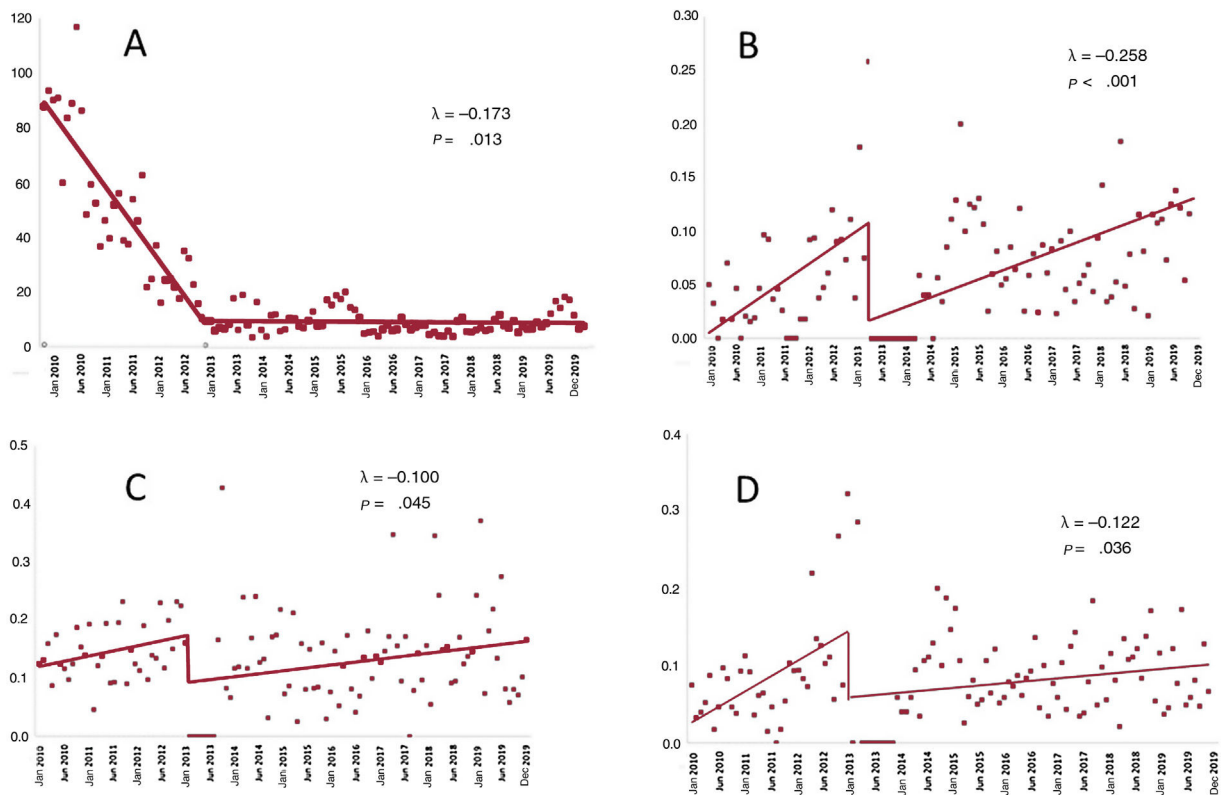 A
120
100
80
60
40
20
0
λ = –0.173
P = .013
Jan 2010
Jun 2010
Jan 2011
Jun 2011
Jan 2012
Jun 2012
Jan 2013
Jun 2013
Jan 2014
Jun 2014
Jan 2015
Jun 2015
Jan 2016
Jun 2016
Jan 2017
Jun 2017
Jan 2018
Jun 2018
Jan 2019
Jun 2019
Dec 2019
B
0.30
0.25
0.20
0.15
0.10
0.05
0.00
λ = –0.258
P < .001
Jan 2010
Jun 2010
Jan 2011
Jun 2011
Jan 2012
Jun 2012
Jan 2013
Jun 2013
Jan 2014
Jun 2014
Jan 2015
Jun 2015
Jan 2016
Jun 2016
Jan 2017
Jun 2017
Jan 2018
Jun 2018
Jan 2019
Jun 2019
Dec 2019
C
0.5
0.4
0.3
0.2
0.1
0.0
λ = –0.100
P = .045
Jan 2010
Jun 2010
Jan 2011
Jun 2011
Jan 2012
Jun 2012
Jan 2013
Jun 2013
Jan 2014
Jun 2014
Jan 2015
Jun 2015
Jan 2016
Jun 2016
Jan 2017
Jun 2017
Jan 2018
Jun 2018
Jan 2019
Jun 2019
Dec 2019
D
0.4
0.3
0.2
0.1
0.0
λ = –0.122
P = .036
Jan 2010
Jun 2010
Jan 2011
Jun 2011
Jan 2012
Jun 2012
Jan 2013
Jun 2013
Jan 2014
Jun 2014
Jan 2015
Jun 2015
Jan 2016
Jun 2016
Jan 2017
Jun 2017
Jan 2018
Jun 2018
Jan 2019
Jun 2019
Dec 2019